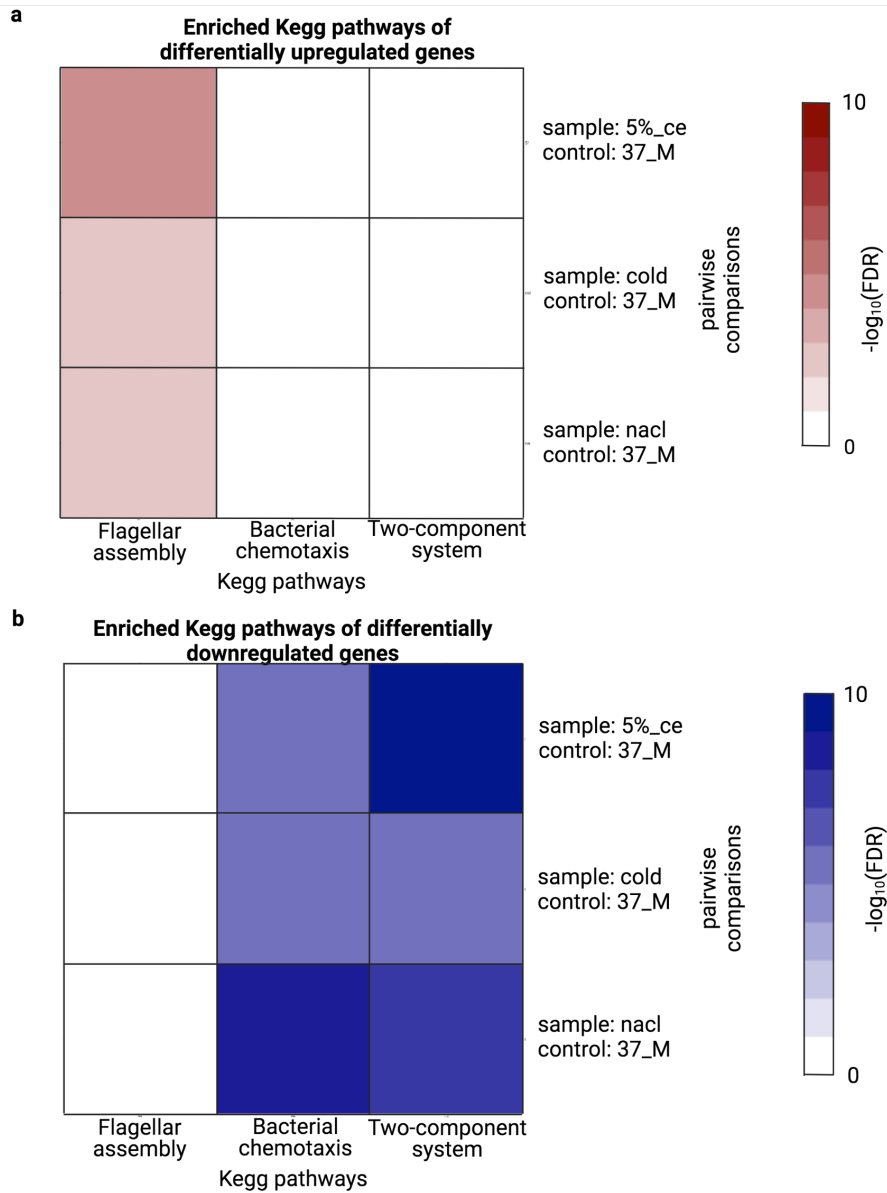 a
Enriched Kegg pathways of
differentially upregulated genes
10
sample: 5%_ce
control: 37_M
sample: cold
control: 37_M
pairwise
comparisons
-log₁₀(FDR)
sample: nacl
control: 37_M
0
Flagellar
assembly
Bacterial
chemotaxis
Two-component
system
Kegg pathways
b
Enriched Kegg pathways of differentially
downregulated genes
10
sample: 5%_ce
control: 37_M
sample: cold
control: 37_M
pairwise
comparisons
-log₁₀(FDR)
sample: nacl
control: 37_M
0
Flagellar
assembly
Bacterial
chemotaxis
Two-component
system
Kegg pathways